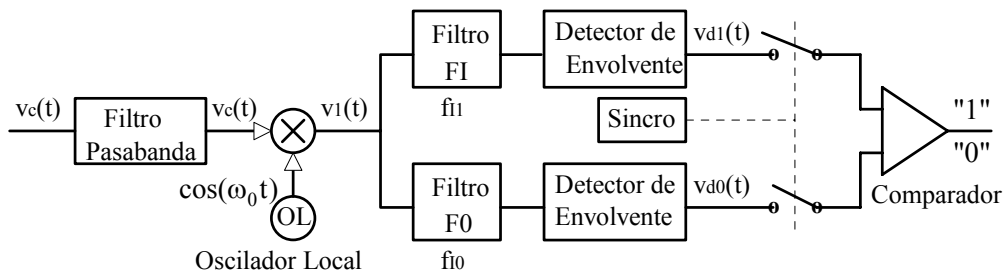 vc(t)
Filtro
Pasabanda
vc(t)
v1(t)
cos(ω0t)
OL
Oscilador Local
Filtro
FI
fI1
Detector de
Envolvente
vd1(t)
Sincro
Filtro
F0
fI0
Detector de
Envolvente
vd0(t)
"1"
"0"
Comparador